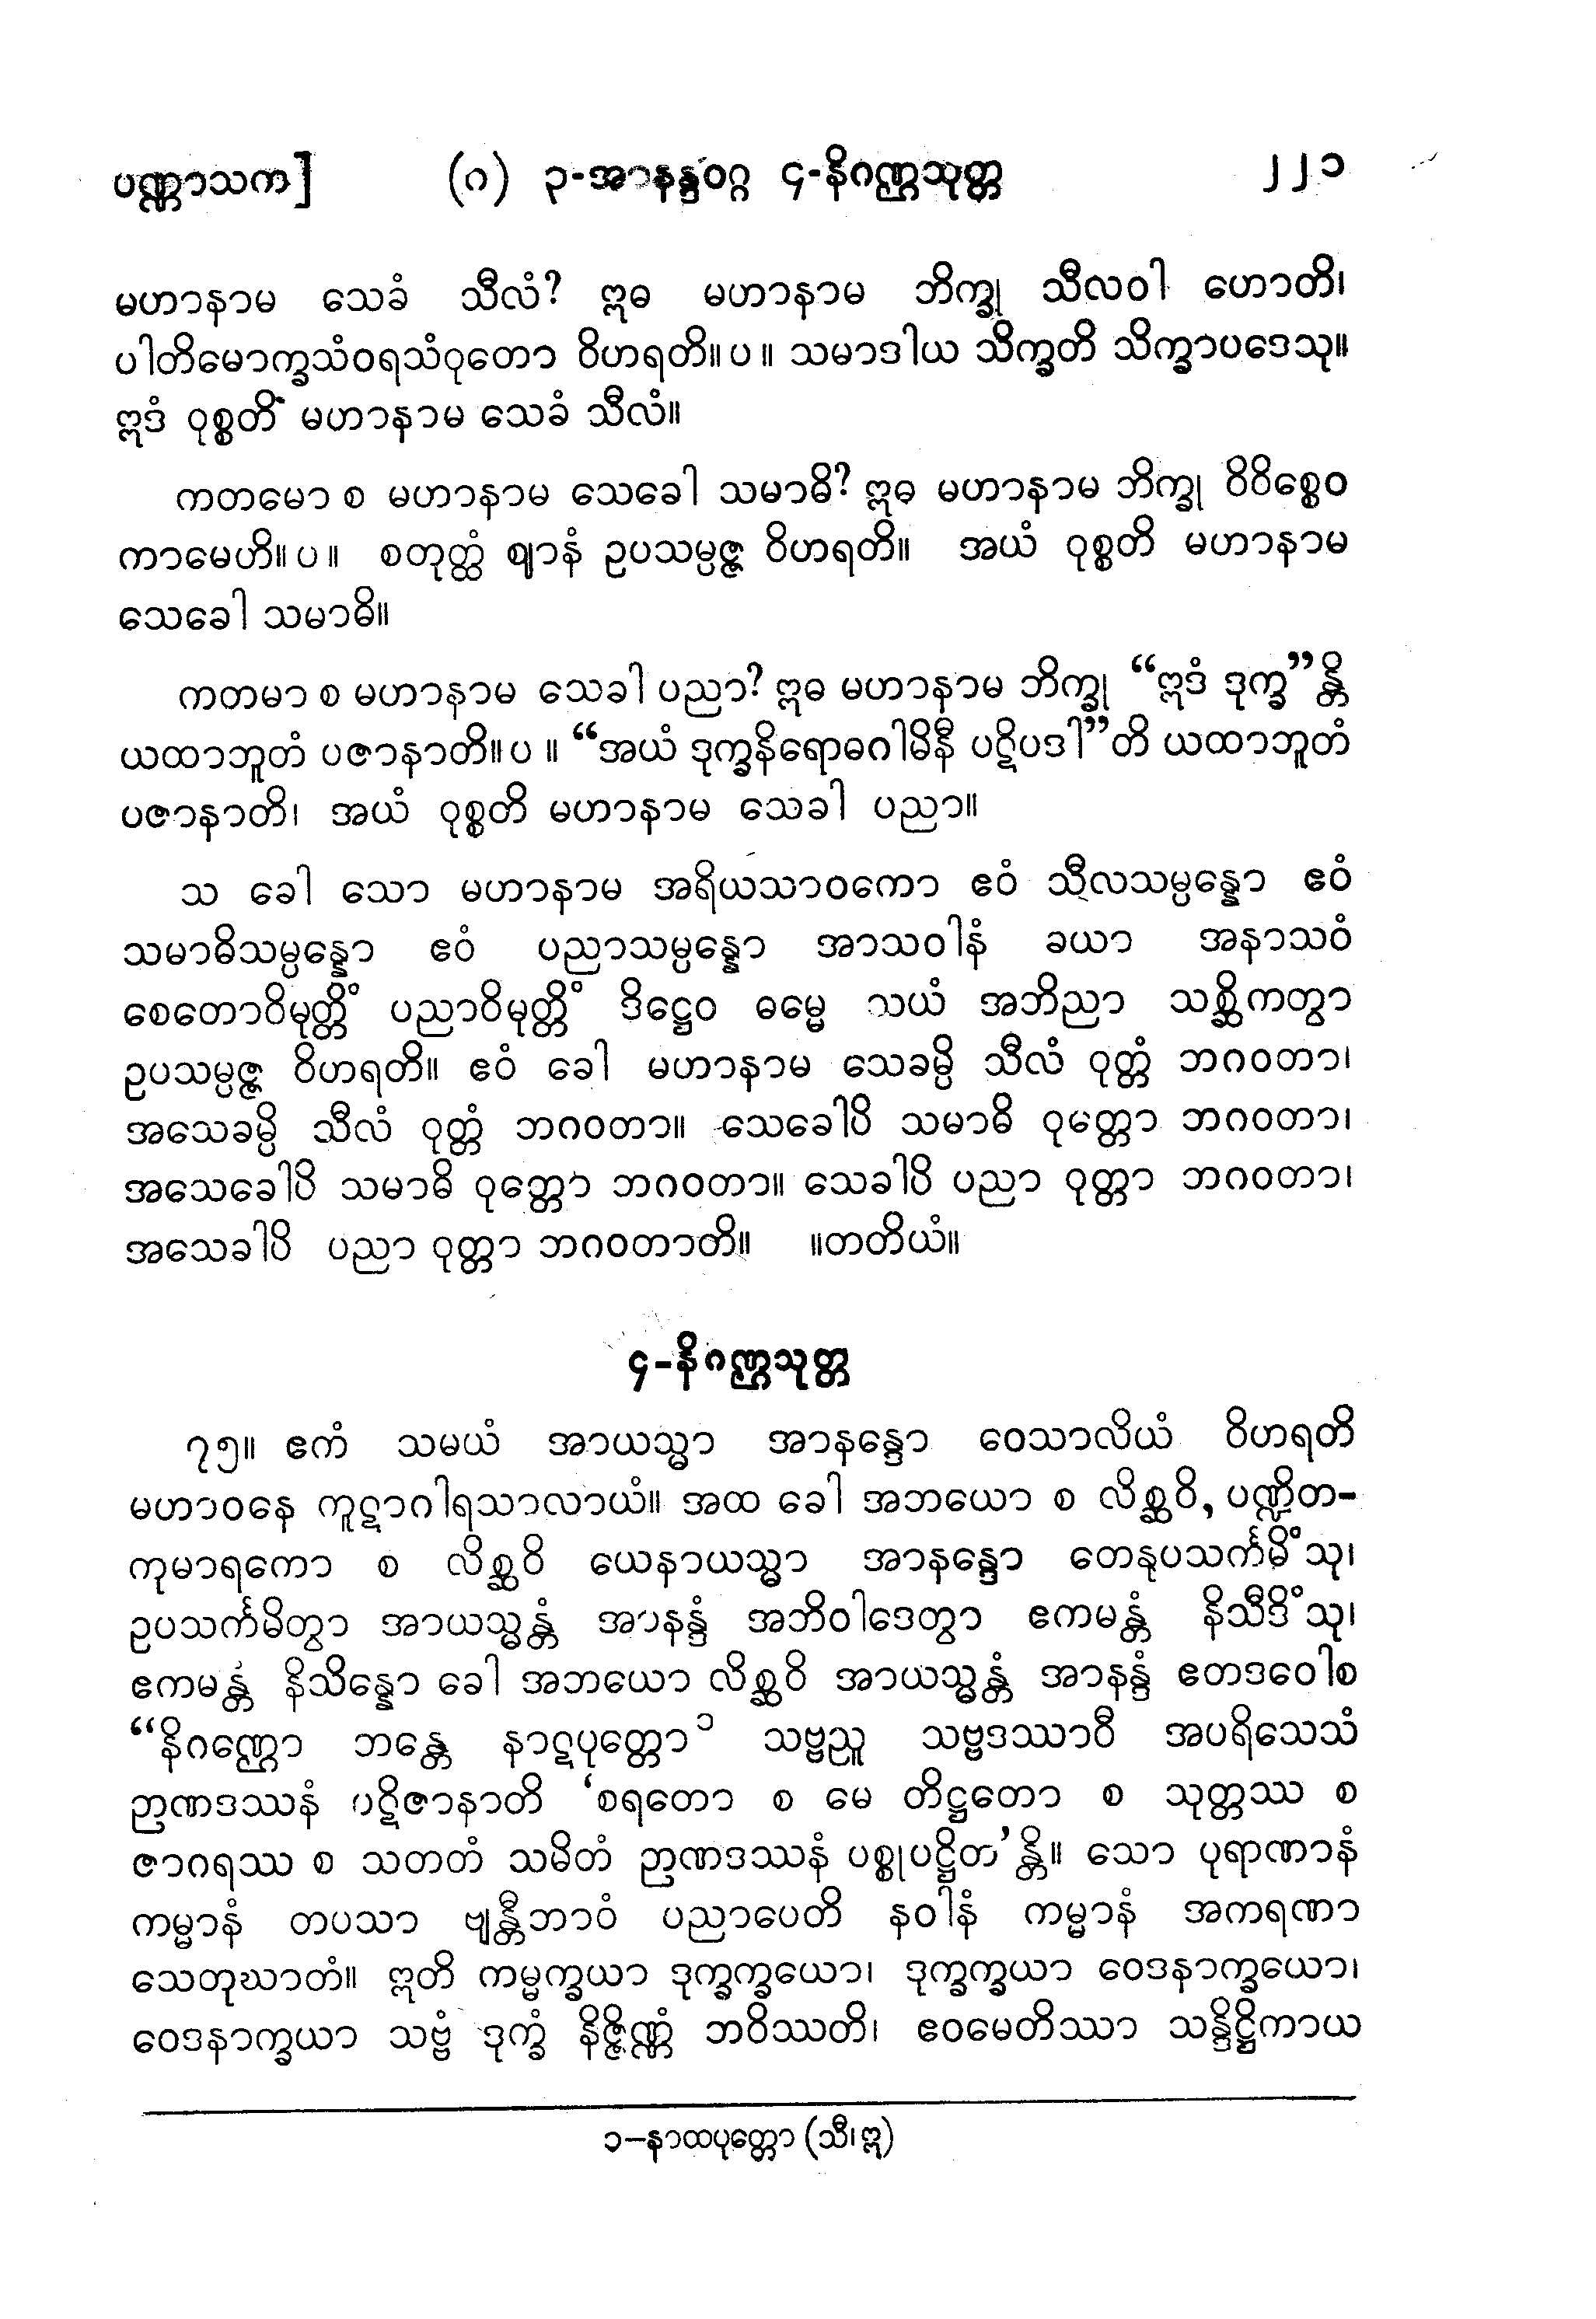 ပဏ္ဏာသက] (ဂ) ၃-အာနန္ဒဝဂ္ဂ ၄-နိဂဏ္ဌသုတ္တ ၂၂၁
မဟာနာမ သေခံ သီလံ? ဣဓ မဟာနာမ ဘိက္ခု သီလဝါ ဟောတိ၊
ပါတိမောက္ခသံဝရသံဝုတော ဝိဟရတိ။ပ။ သမာဒါယ သိက္ခတိ သိက္ခာပဒေသု။
ဣဒံ ဝုစ္စတိ မဟာနာမ သေခံ သီလံ။
ကတမော စ မဟာနာမ သေခေါ သမာဓိ? ဣဓ မဟာနာမ ဘိက္ခု ဝိဝိစ္စေဝ
ကာမေဟိ။ပ။ စတုတ္ထံ ဈာနံ ဥပသမ္ပဇ္ဇ ဝိဟရတိ။ အယံ ဝုစ္စတိ မဟာနာမ
သေခေါ သမာဓိ။
ကတမာ စ မဟာနာမ သေခါ ပညာ? ဣဓ မဟာနာမ ဘိက္ခု “ဣဒံ ဒုက္ခ”န္တိ
ယထာဘူတံ ပဇာနာတိ။ပ။ “အယံ ဒုက္ခနိရောဓဂါမိနီ ပဋိပဒါ”တိ ယထာဘူတံ
ပဇာနာတိ၊ အယံ ဝုစ္စတိ မဟာနာမ သေခါ ပညာ။
သ ခေါ သော မဟာနာမ အရိယသာဝကော ဧဝံ သီလသမ္ပန္နော ဧဝံ
သမာဓိသမ္ပန္နော ဧဝံ ပညာသမ္ပန္နော အာသဝါနံ ခယာ အနာသဝံ
စေတောဝိမုတ္တိံ ပညာဝိမုတ္တိံ ဒိဋ္ဌေဝ ဓမ္မေ သယံ အဘိညာ သစ္ဆိကတွာ
ဥပသမ္ပဇ္ဇ ဝိဟရတိ။ ဧဝံ ခေါ မဟာနာမ သေခမ္ပိ သီလံ ဝုတ္တံ ဘဂဝတာ၊
အသေခမ္ပိ သီလံ ဝုတ္တံ ဘဂဝတာ။ သေခေါပိ သမာဓိ ဝုတ္တော ဘဂဝတာ၊
အသေခေါပိ သမာဓိ ဝုတ္တော ဘဂဝတာ။ သေခါပိ ပညာ ဝုတ္တာ ဘဂဝတာ၊
အသေခါပိ ပညာ ဝုတ္တာ ဘဂဝတာတိ။ ။တတိယံ။
၄-နိဂဏ္ဌသုတ္တ
၇၅။ ဧကံ သမယံ အာယသ္မာ အာနန္ဒော ဝေသာလိယံ ဝိဟရတိ
မဟာဝနေ ကူဋာဂါရသာလာယံ။ အထ ခေါ အဘယော စ လိစ္ဆဝိ, ပဏ္ဍိတ-
ကုမာရကော စ လိစ္ဆဝိ ယေနာယသ္မာ အာနန္ဒော တေနုပသင်္ကမိံသု၊
ဥပသင်္ကမိတွာ အာယသ္မန္တံ အာနန္ဒံ အဘိဝါဒေတွာ ဧကမန္တံ နိသီဒိံသု၊
ဧကမန္တံ နိသိန္နော ခေါ အဘယော လိစ္ဆဝိ အာယသ္မန္တံ အာနန္ဒံ ဧတဒဝေါစ
“နိဂဏ္ဌော ဘန္တေ နာဋပုတ္တော၁ သဗ္ဗညူ သဗ္ဗဒဿာဝီ အပရိသေသံ
ဉာဏဒဿနံ ပဋိဇာနာတိ ‘စရတော စ မေ တိဋ္ဌတော စ သုတ္တဿ စ
ဇာဂရဿ စ သတတံ သမိတံ ဉာဏဒဿနံ ပစ္စုပဋ္ဌိတ’န္တိ။ သော ပုရာဏာနံ
ကမ္မာနံ တပသာ ဗျန္တီဘာဝံ ပညာပေတိ နဝါနံ ကမ္မာနံ အကရဏာ
သေတုဃာတံ။ ဣတိ ကမ္မက္ခယာ ဒုက္ခက္ခယော၊ ဒုက္ခက္ခယာ ဝေဒနာက္ခယော၊
ဝေဒနာက္ခယာ သဗ္ဗံ ဒုက္ခံ နိဇ္ဇိဏ္ဏံ ဘဝိဿတိ၊ ဧဝမေတိဿာ သန္ဒိဋ္ဌိကာယ
၁–နာထပုတ္တော (သီ၊ဣ)